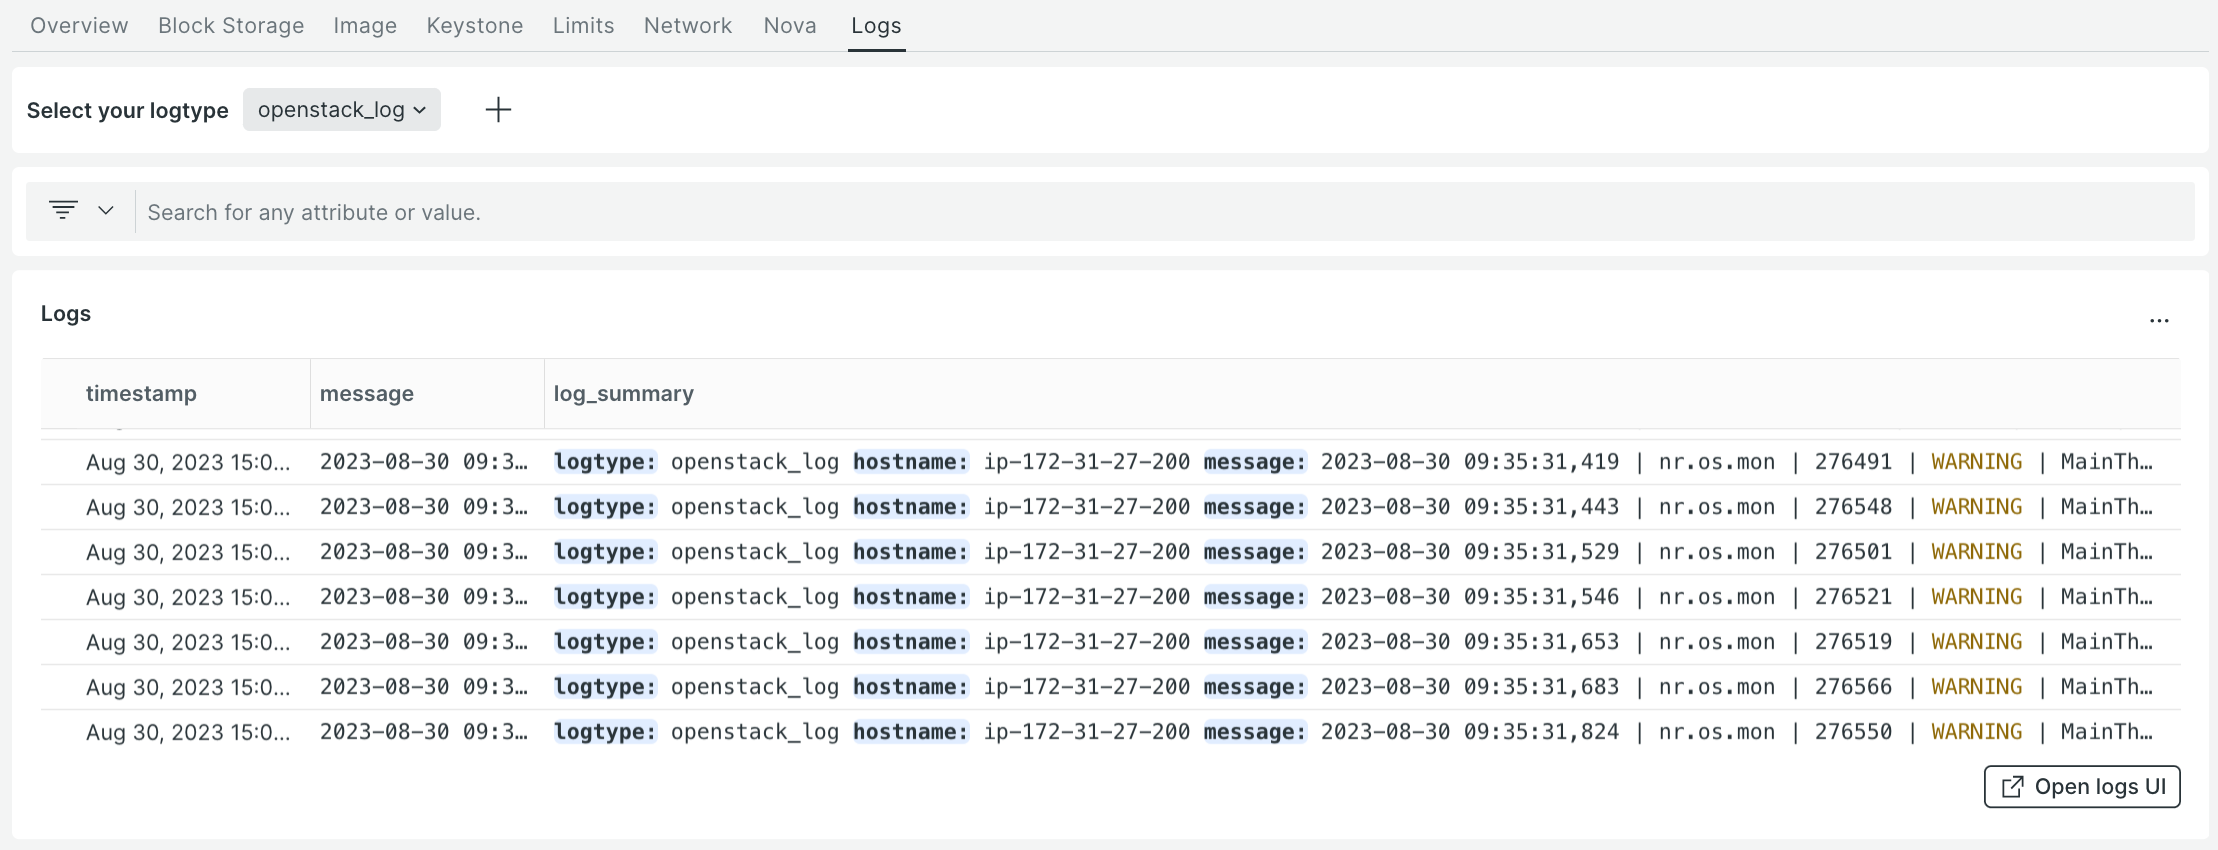 Overview Block Storage Image Keystone Limits Network Nova Logs
Select your logtype openstack_log
Search for any attribute or value.
Logs
...
timestamp message log_summary
Aug 30, 2023 15:0... 2023-08-30 09:3… logtype: openstack_log hostname: ip-172-31-27-200 message: 2023-08-30 09:35:31,419 | nr.os.mon | 276491 | WARNING | MainTh…
Aug 30, 2023 15:0... 2023-08-30 09:3… logtype: openstack_log hostname: ip-172-31-27-200 message: 2023-08-30 09:35:31,443 | nr.os.mon | 276548 | WARNING | MainTh…
Aug 30, 2023 15:0... 2023-08-30 09:3… logtype: openstack_log hostname: ip-172-31-27-200 message: 2023-08-30 09:35:31,529 | nr.os.mon | 276501 | WARNING | MainTh…
Aug 30, 2023 15:0... 2023-08-30 09:3… logtype: openstack_log hostname: ip-172-31-27-200 message: 2023-08-30 09:35:31,546 | nr.os.mon | 276521 | WARNING | MainTh…
Aug 30, 2023 15:0... 2023-08-30 09:3… logtype: openstack_log hostname: ip-172-31-27-200 message: 2023-08-30 09:35:31,653 | nr.os.mon | 276519 | WARNING | MainTh…
Aug 30, 2023 15:0... 2023-08-30 09:3… logtype: openstack_log hostname: ip-172-31-27-200 message: 2023-08-30 09:35:31,683 | nr.os.mon | 276566 | WARNING | MainTh…
Aug 30, 2023 15:0... 2023-08-30 09:3… logtype: openstack_log hostname: ip-172-31-27-200 message: 2023-08-30 09:35:31,824 | nr.os.mon | 276550 | WARNING | MainTh…
Open logs UI